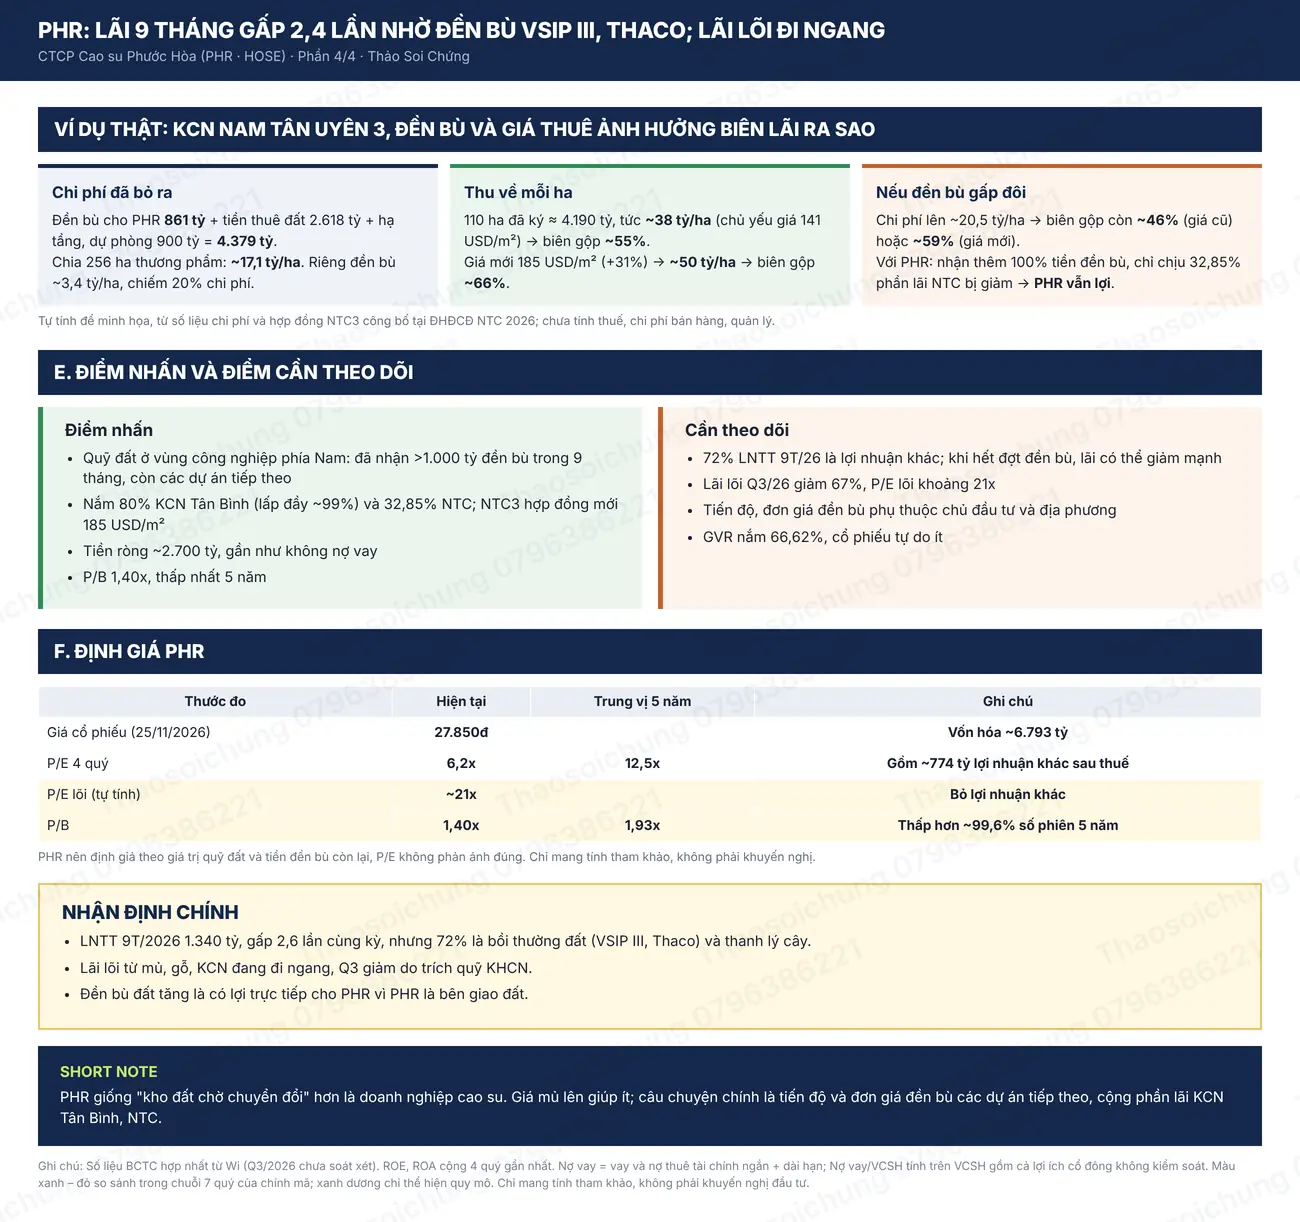 PHR: LÃI 9 THÁNG GẤP 2,4 LẦN NHỜ ĐỀN BÙ VSIP III, THACO; LÃI LÕI ĐI NGANG
CTCP Cao su Phước Hòa (PHR · HOSE) · Phần 4/4 · Thảo Soi Chứng
VÍ DỤ THẬT: KCN NAM TÂN UYÊN 3, ĐỀN BÙ VÀ GIÁ THUÊ ẢNH HƯỞNG BIÊN LÃI RA SAO
Chi phí đã bỏ ra
Đền bù cho PHR 861 tỷ + tiền thuê đất 2.618 tỷ + hạ
tầng, dự phòng 900 tỷ = 4.379 tỷ.
Chia 256 ha thương phẩm: ~17,1 tỷ/ha. Riêng đền bù
~3,4 tỷ/ha, chiếm 20% chi phí.
Thu về mỗi ha
110 ha đã ký ≈ 4.190 tỷ, tức ~38 tỷ/ha (chủ yếu giá 141
USD/m²) → biên gộp ~55%.
Giá mới 185 USD/m² (+31%) → ~50 tỷ/ha → biên gộp
~66%.
Nếu đền bù gấp đôi
Chi phí lên ~20,5 tỷ/ha → biên gộp còn ~46% (giá cũ)
hoặc ~59% (giá mới).
Với PHR: nhận thêm 100% tiền đền bù, chỉ chịu 32,85%
phần lãi NTC bị giảm → PHR vẫn lợi.
Tự tính để minh họa, từ số liệu chi phí và hợp đồng NTC3 công bố tại ĐHĐCĐ NTC 2026; chưa tính thuế, chi phí bán hàng, quản lý.
E. ĐIỂM NHẤN VÀ ĐIỂM CẦN THEO DÕI
Điểm nhấn
• Quỹ đất ở vùng công nghiệp phía Nam: đã nhận >1.000 tỷ đền bù trong 9
tháng, còn các dự án tiếp theo
• Nắm 80% KCN Tân Bình (lấp đầy ~99%) và 32,85% NTC; NTC3 hợp đồng mới
185 USD/m²
• Tiền ròng ~2.700 tỷ, gần như không nợ vay
• P/B 1,40x, thấp nhất 5 năm
Cần theo dõi
• 72% LNTT 9T/26 là lợi nhuận khác; khi hết đợt đền bù, lãi có thể giảm mạnh
• Lãi lõi Q3/26 giảm 67%, P/E lõi khoảng 21x
• Tiến độ, đơn giá đền bù phụ thuộc chủ đầu tư và địa phương
• GVR nắm 66,62%, cổ phiếu tự do ít
F. ĐỊNH GIÁ PHR
Thước đo Hiện tại Trung vị 5 năm Ghi chú
Giá cổ phiếu (25/11/2026) 27.850đ Vốn hóa ~6.793 tỷ
P/E 4 quý 6,2x 12,5x Gồm ~774 tỷ lợi nhuận khác sau thuế
P/E lõi (tự tính) ~21x Bỏ lợi nhuận khác
P/B 1,40x 1,93x Thấp hơn ~99,6% số phiên 5 năm
PHR nên định giá theo giá trị quỹ đất và tiền đền bù còn lại, P/E không phản ánh đúng. Chỉ mang tính tham khảo, không phải khuyến nghị.
NHẬN ĐỊNH CHÍNH
• LNTT 9T/2026 1.340 tỷ, gấp 2,6 lần cùng kỳ, nhưng 72% là bồi thường đất (VSIP III, Thaco) và thanh lý cây.
• Lãi lõi từ mủ, gỗ, KCN đang đi ngang, Q3 giảm do trích quỹ KHCN.
• Đền bù đất tăng là có lợi trực tiếp cho PHR vì PHR là bên giao đất.
SHORT NOTE
PHR giống "kho đất chờ chuyển đổi" hơn là doanh nghiệp cao su. Giá mủ lên giúp ít; câu chuyện chính là tiến độ và đơn giá đền bù các dự án tiếp theo, cộng phần lãi KCN
Tân Bình, NTC.
Ghi chú: Số liệu BCTC hợp nhất từ Wi (Q3/2026 chưa soát xét). ROE, ROA cộng 4 quý gần nhất. Nợ vay = vay và nợ thuê tài chính ngắn + dài hạn; Nợ vay/VCSH tính trên VCSH gồm cả lợi ích cổ đông không kiểm soát. Màu
xanh – đỏ so sánh trong chuỗi 7 quý của chính mã; xanh dương chỉ thể hiện quy mô. Chỉ mang tính tham khảo, không phải khuyến nghị đầu tư.
Thaosoichung 0796386221